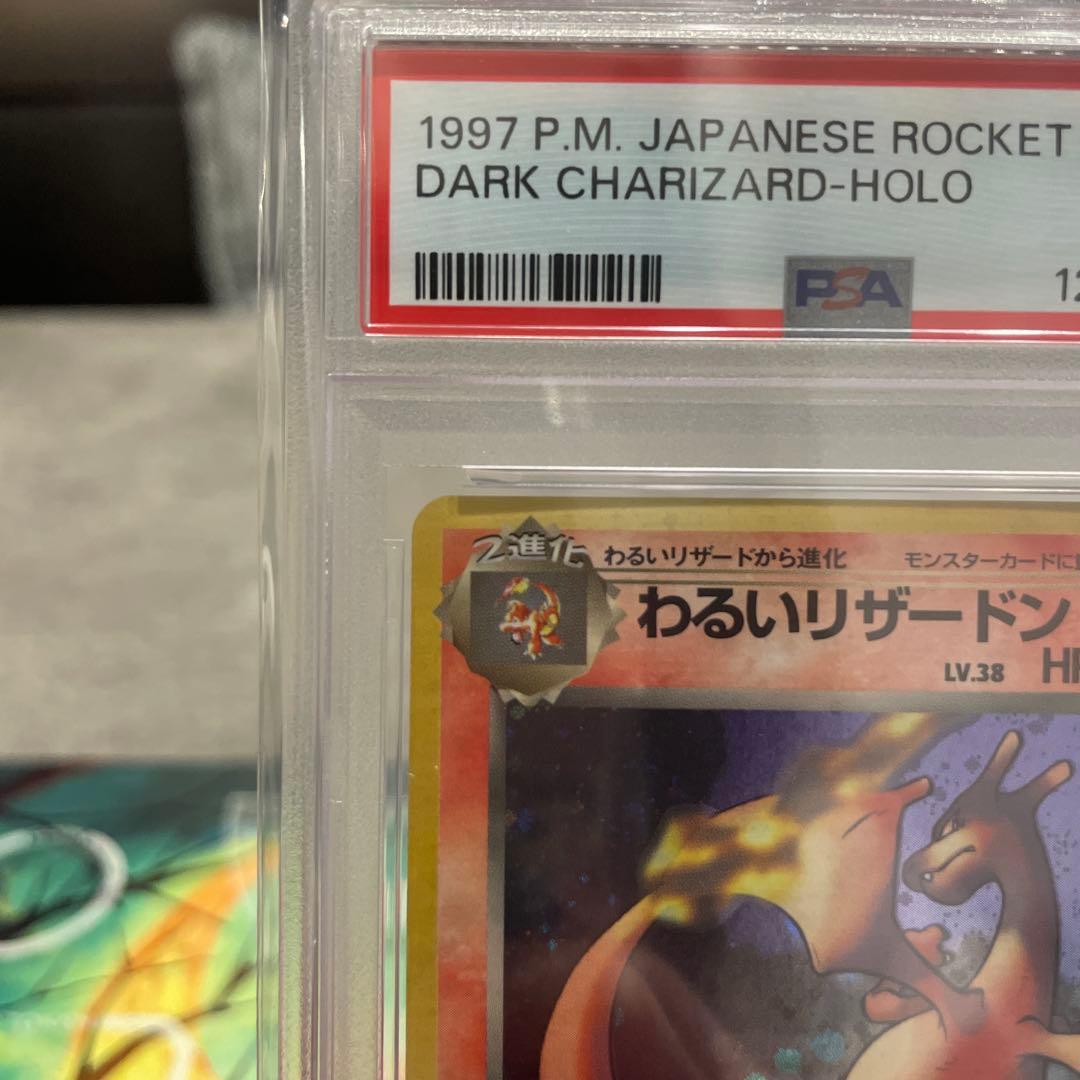 1997 P.M. JAPANESE ROCKET
DARK CHARIZARD-HOLO
PSA
12
2進化
わるいリザードから進化
モンスターカードに
わるいリザードン
LV.38